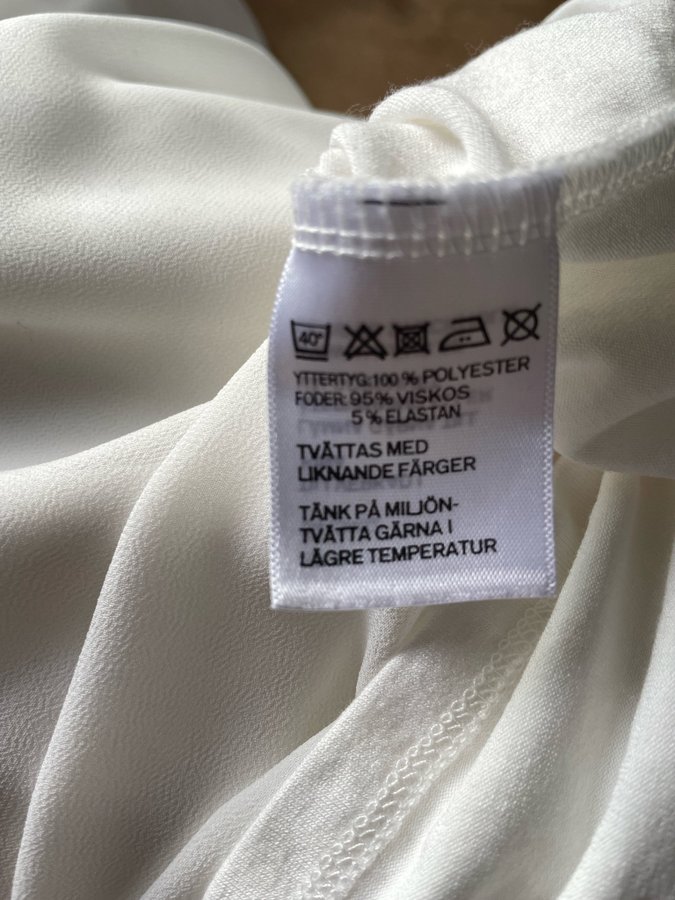 40°
YTTERTYG:100 % POLYESTER
FODER: 95% VISKOS
5 % ELASTAN
TVÄTTAS MED
LIKNANDE FÄRGER
TÄNK PÅ MILJÖN-
TVÄTTA GÄRNA I
LÄGRE TEMPERATUR